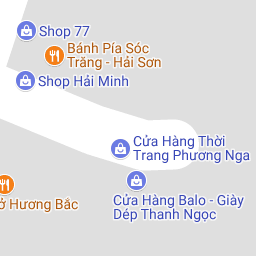 Shop 77
Bánh Pía Sóc
Trăng - Hải Sơn
Shop Hải Minh
Cửa Hàng Thời
Trang Phương Nga
Cửa Hàng Balo - Giày
Dép Thanh Ngọc
ở Hương Bắc